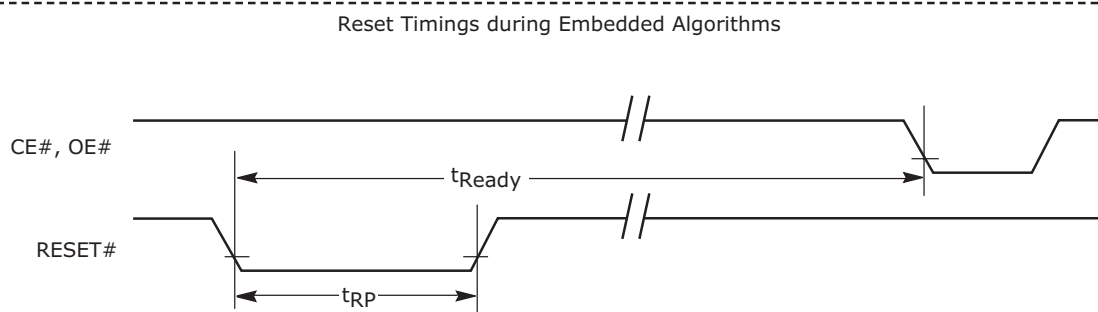 Reset Timings during Embedded Algorithms
CE#, OE#
tReady
RESET#
tRP